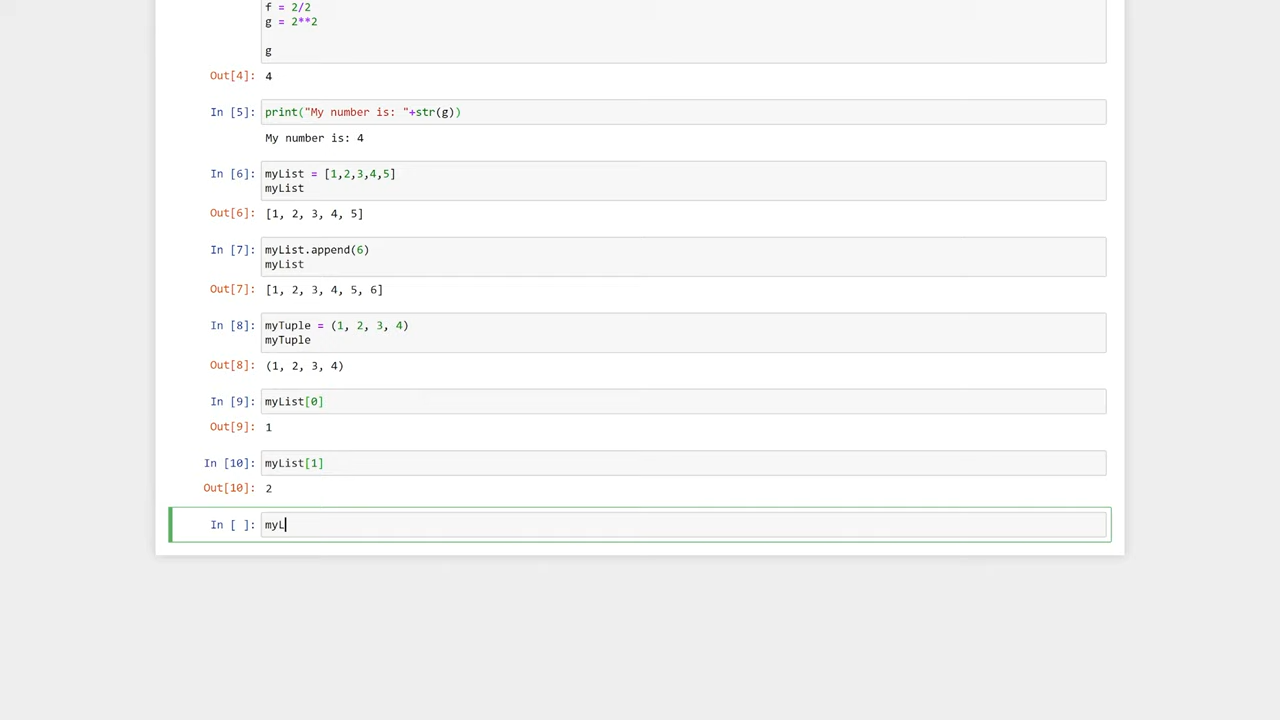 f = 2/2
g = 2**2
g
Out[4]: 4
In [5]: print("My number is: "+str(g))
My number is: 4
In [6]: myList = [1,2,3,4,5]
myList
Out[6]: [1, 2, 3, 4, 5]
In [7]: myList.append(6)
myList
Out[7]: [1, 2, 3, 4, 5, 6]
In [8]: myTuple = (1, 2, 3, 4)
myTuple
Out[8]: (1, 2, 3, 4)
In [9]: myList[0]
Out[9]: 1
In [10]: myList[1]
Out[10]: 2
In [ ]: myL